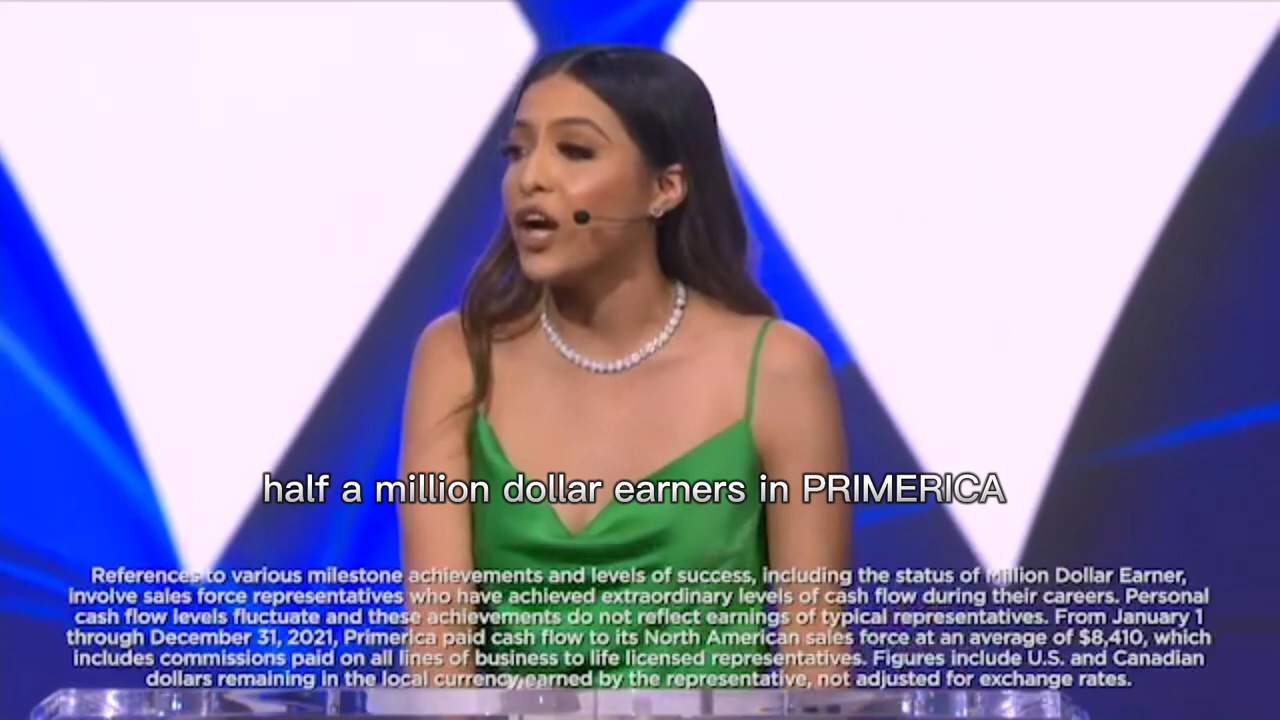 half a million dollar earners in PRIMERICA
References to various milestone achievements and levels of success, including the status of Million Dollar Earner,
involve sales force representatives who have achieved extraordinary levels of cash flow during their careers. Personal
cash flow levels fluctuate and these achievements do not reflect earnings of typical representatives. From January 1
through December 31, 2021, Primerica paid cash flow to its North American sales force at an average of $8,410, which
includes commissions paid on all lines of business to life licensed representatives. Figures include U.S. and Canadian
dollars remaining in the local currency earned by the representative, not adjusted for exchange rates.